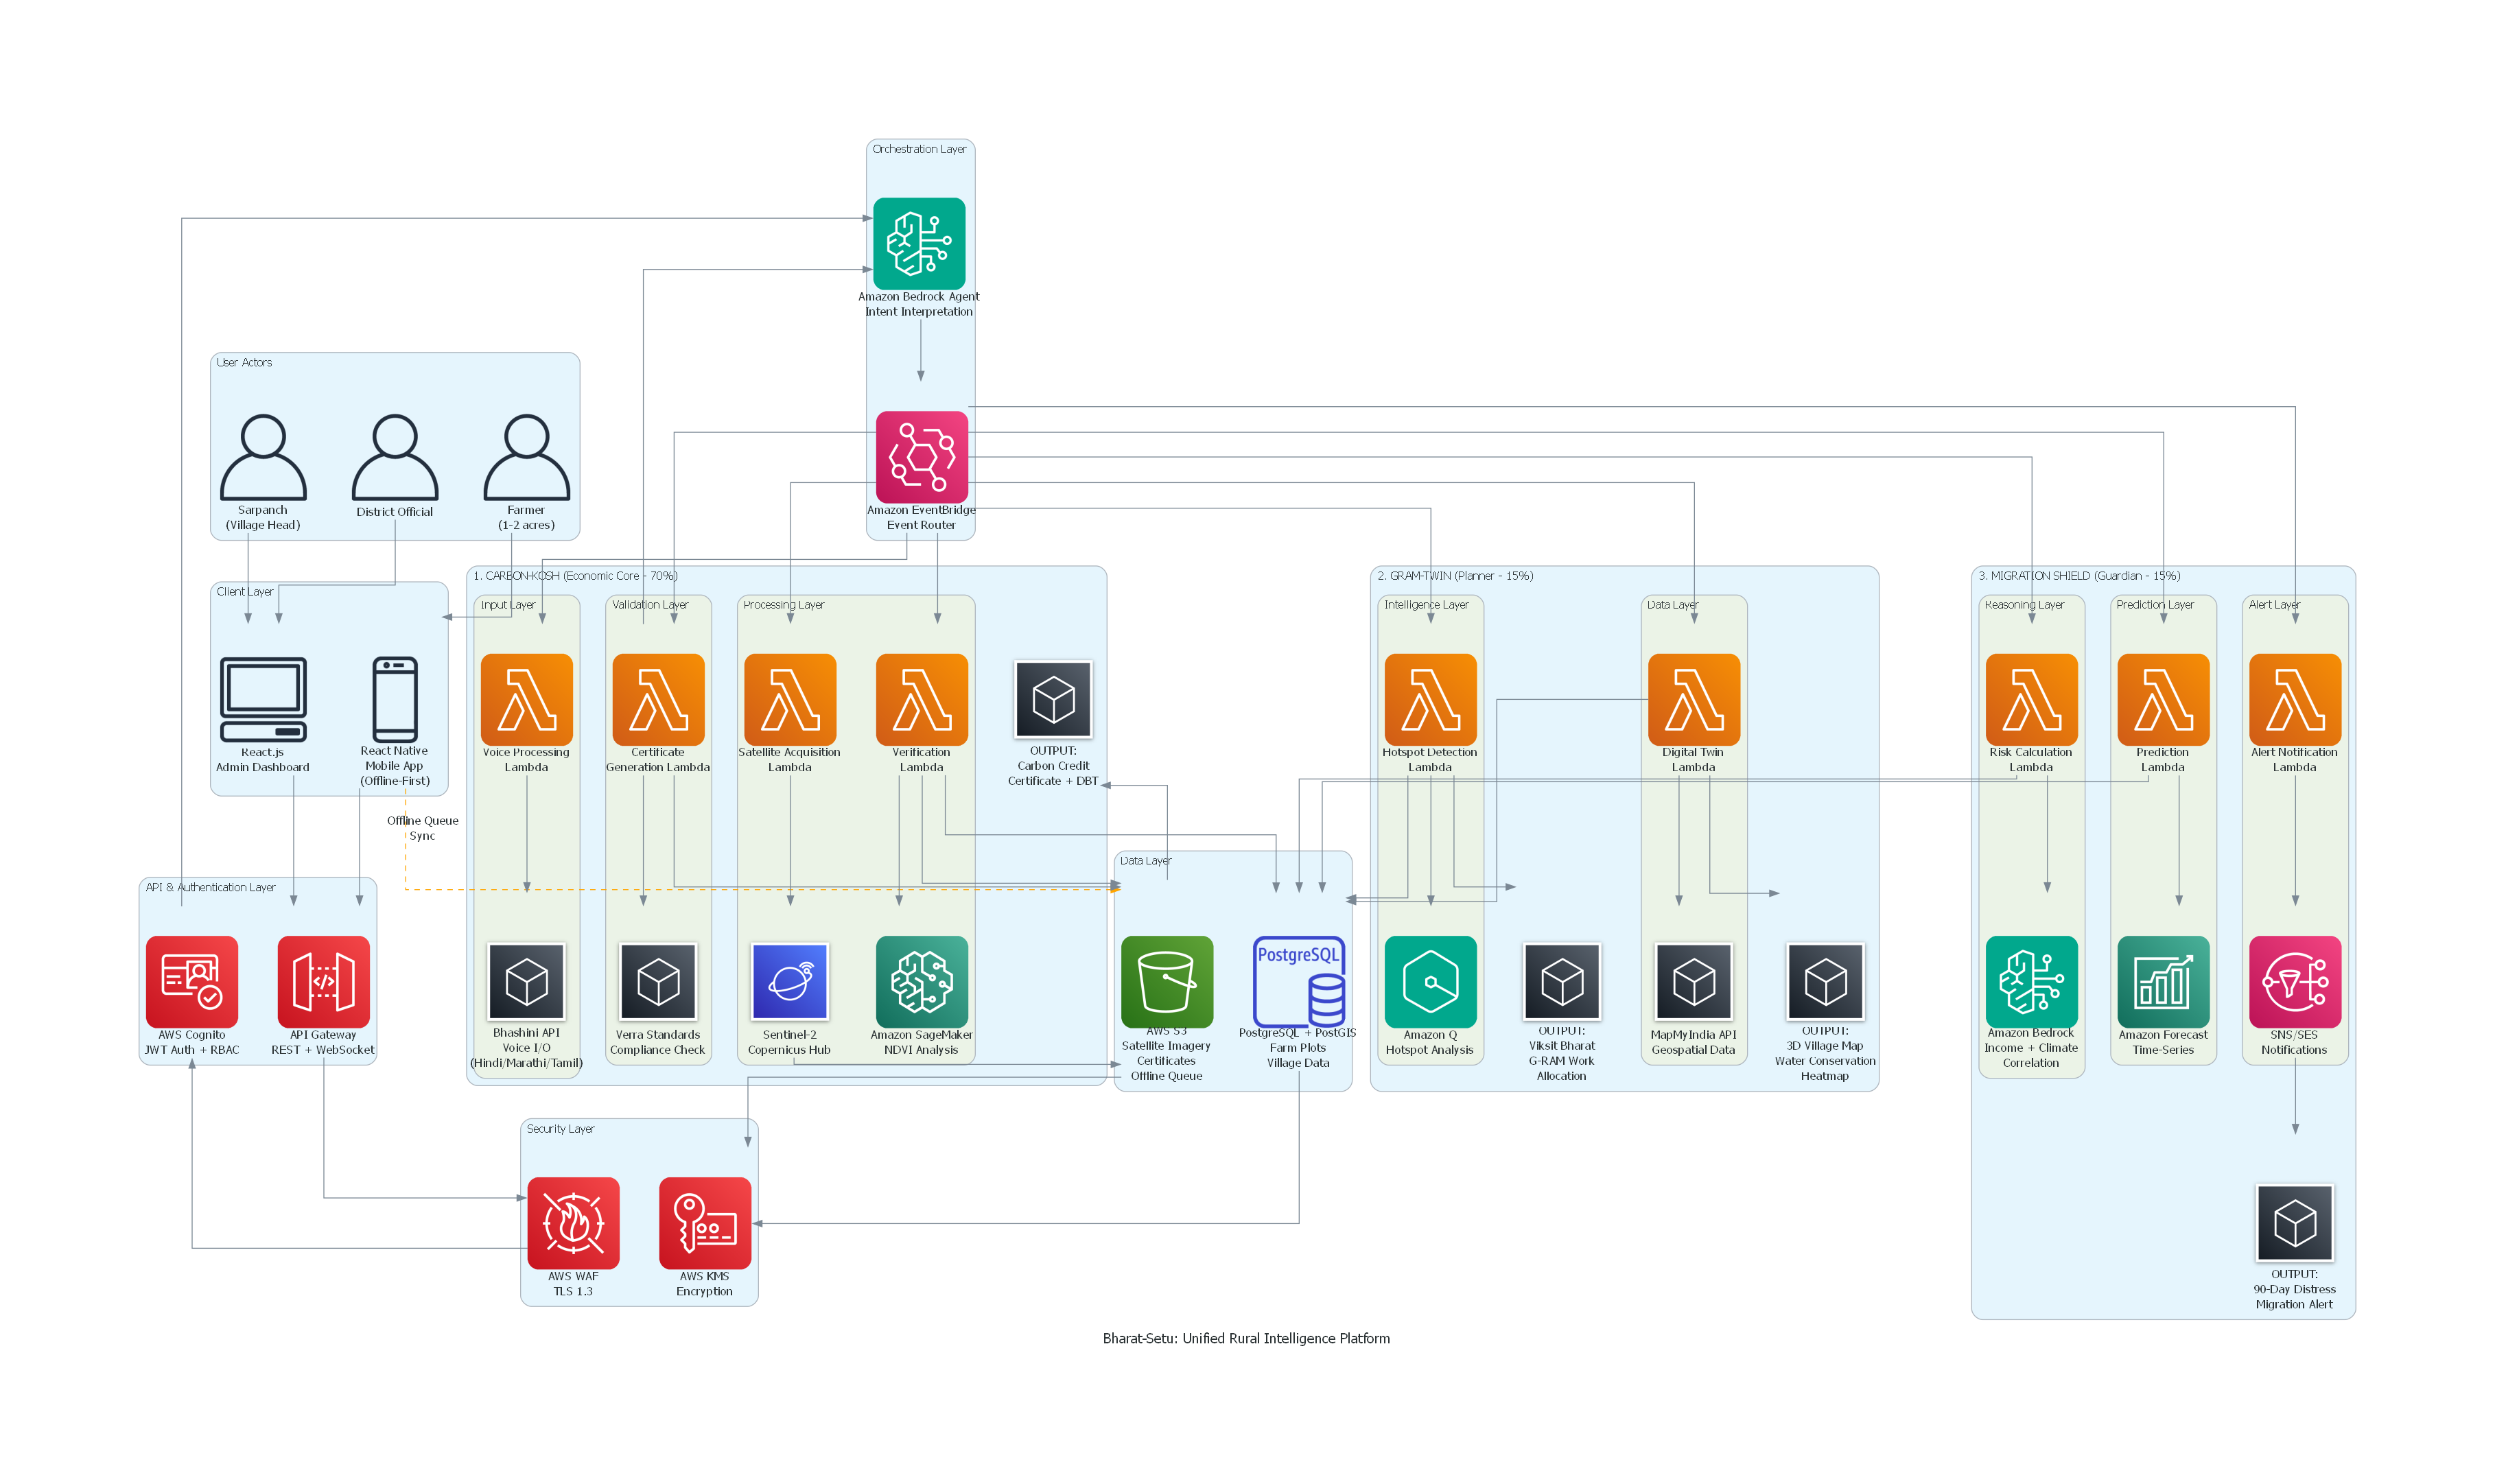 Orchestration Layer
Amazon Bedrock Agent
Intent Interpretation
Amazon EventBridge
Event Router
User Actors
Sarpanch
(Village Head)
District Official
Farmer
(1-2 acres)
Client Layer
React.js
Admin Dashboard
React Native
Mobile App
(Offline-First)
Offline Queue
Sync
API & Authentication Layer
AWS Cognito
JWT Auth + RBAC
API Gateway
REST + WebSocket
1. CARBON-KOSH (Economic Core - 70%)
Input Layer
Voice Processing
Lambda
Bhashini API
Voice I/O
(Hindi/Marathi/Tamil)
Validation Layer
Certificate
Generation Lambda
Verra Standards
Compliance Check
Processing Layer
Satellite Acquisition
Lambda
Verification
Lambda
Sentinel-2
Copernicus Hub
Amazon SageMaker
NDVI Analysis
OUTPUT:
Carbon Credit
Certificate + DBT
Data Layer
AWS S3
Satellite Imagery
Certificates
Offline Queue
PostgreSQL
PostgreSQL + PostGIS
Farm Plots
Village Data
2. GRAM-TWIN (Planner - 15%)
Intelligence Layer
Hotspot Detection
Lambda
Amazon Q
Hotspot Analysis
OUTPUT:
Viksit Bharat
G-RAM Work
Allocation
Data Layer
Digital Twin
Lambda
MapMyIndia API
Geospatial Data
OUTPUT:
3D Village Map
Water Conservation
Heatmap
3. MIGRATION SHIELD (Guardian - 15%)
Reasoning Layer
Risk Calculation
Lambda
Amazon Bedrock
Income + Climate
Correlation
Prediction Layer
Prediction
Lambda
Amazon Forecast
Time-Series
Alert Layer
Alert Notification
Lambda
SNS/SES
Notifications
OUTPUT:
90-Day Distress
Migration Alert
Security Layer
AWS WAF
TLS 1.3
AWS KMS
Encryption
Bharat-Setu: Unified Rural Intelligence Platform